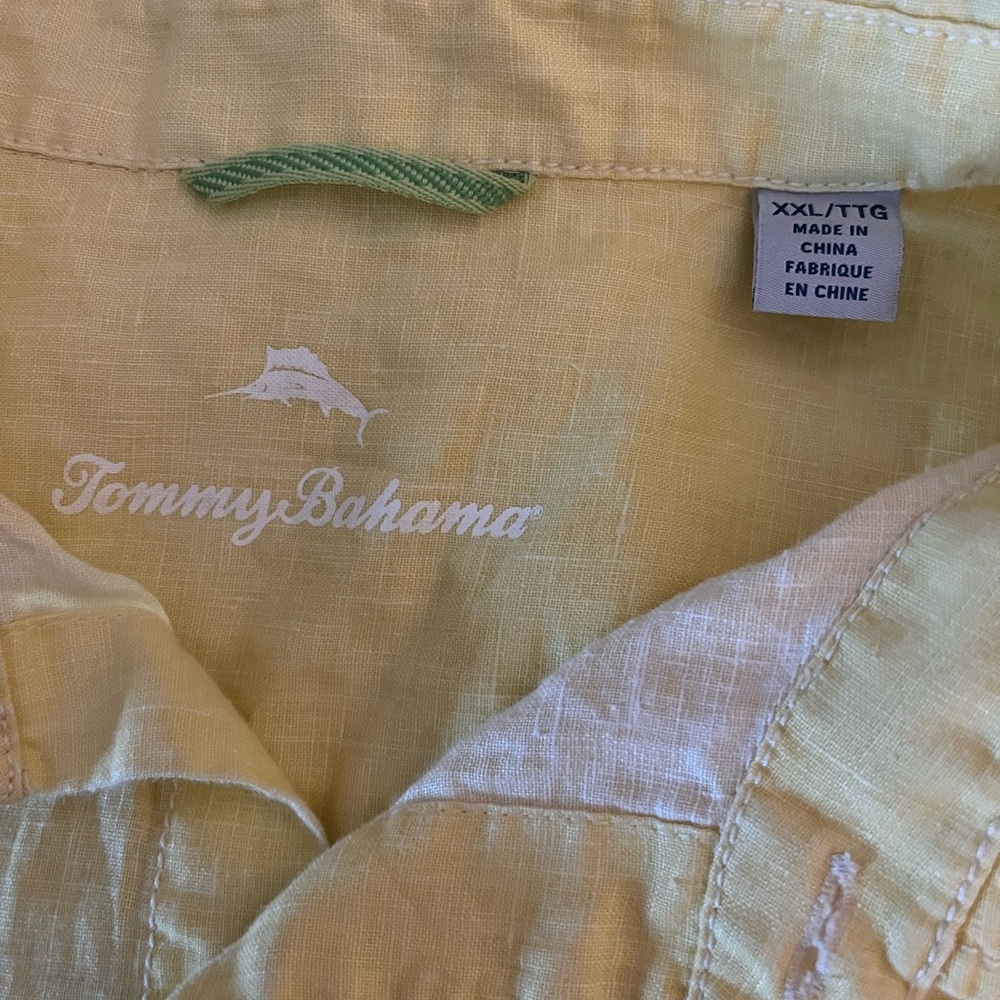 XXL/TTG
MADE IN
CHINA
FABRIQUE
EN CHINE
Tommy Bahama®